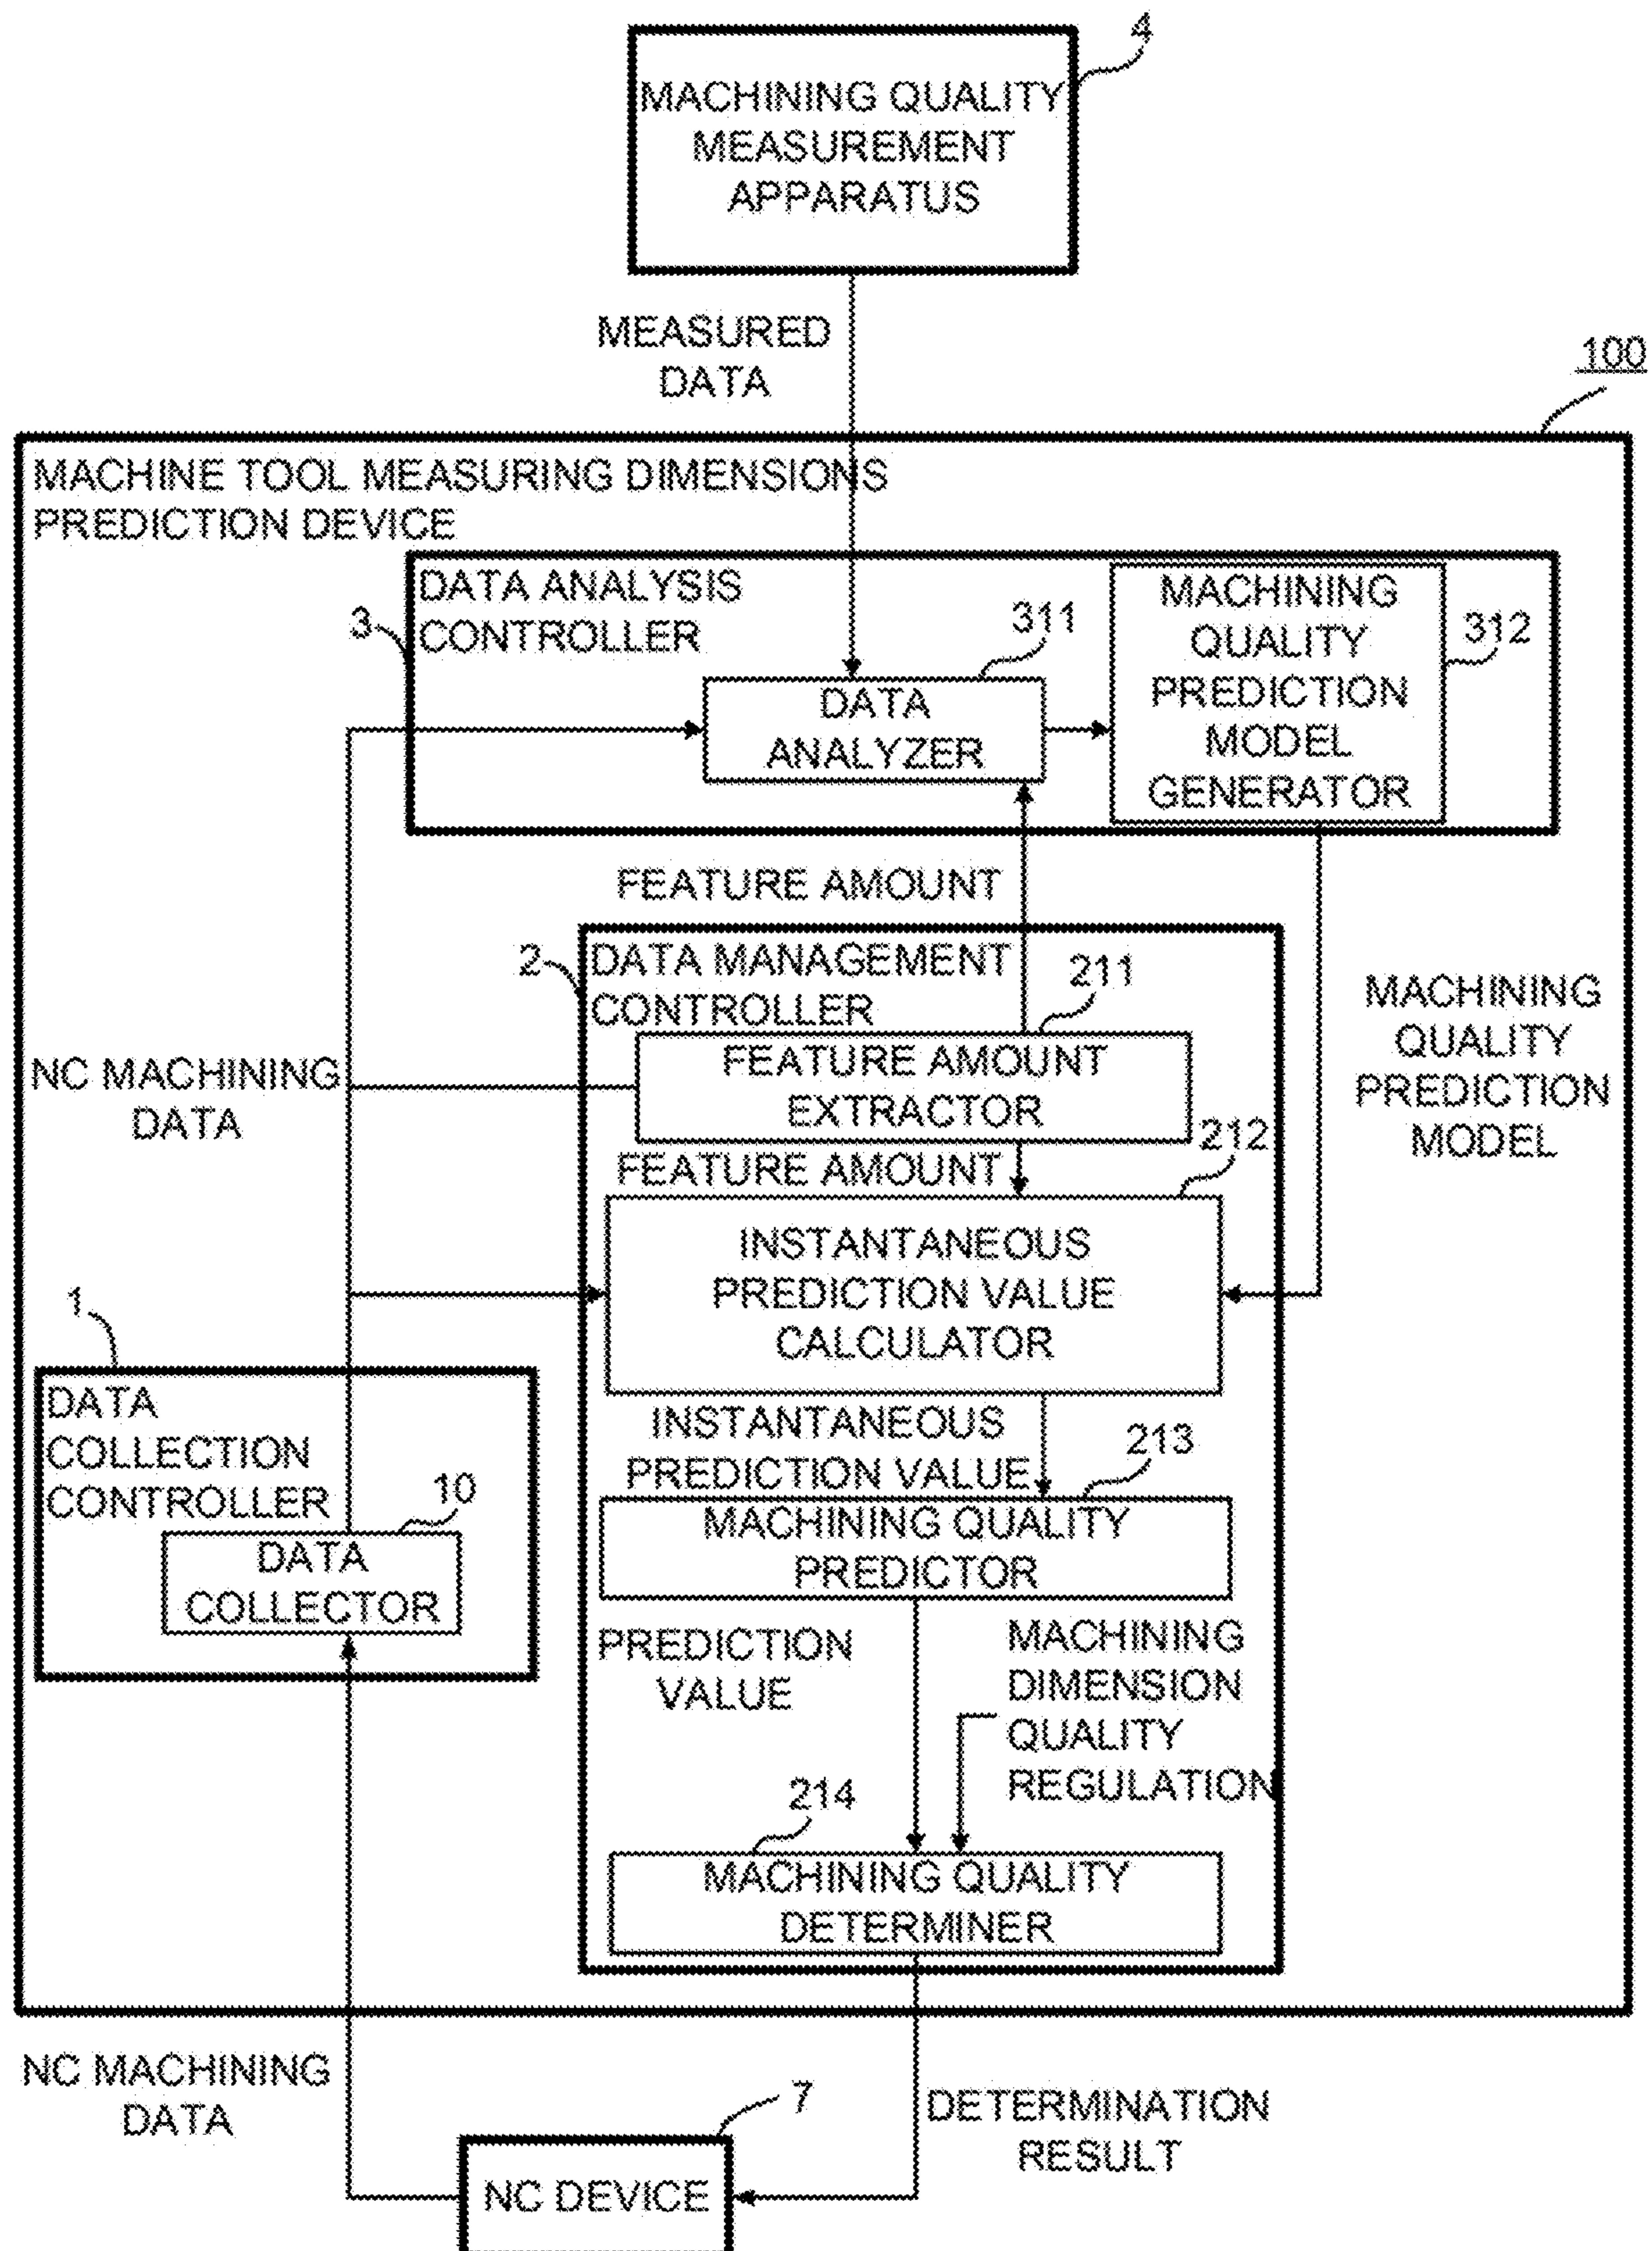 4
MACHINING QUALITY
MEASUREMENT
APPARATUS
MEASURED
DATA
100
MACHINE TOOL MEASURING DIMENSIONS
PREDICTION DEVICE
3
DATA ANALYSIS
CONTROLLER
311
DATA
ANALYZER
MACHINING
QUALITY
PREDICTION
MODEL
GENERATOR
312
FEATURE AMOUNT
2
DATA MANAGEMENT
CONTROLLER
211
FEATURE AMOUNT
EXTRACTOR
NC MACHINING
DATA
MACHINING
QUALITY
PREDICTION
MODEL
FEATURE AMOUNT
212
INSTANTANEOUS
PREDICTION VALUE
CALCULATOR
1
DATA
COLLECTION
CONTROLLER
10
DATA
COLLECTOR
INSTANTANEOUS
PREDICTION VALUE
213
MACHINING QUALITY
PREDICTOR
PREDICTION
VALUE
MACHINING
DIMENSION
QUALITY
REGULATION
214
MACHINING QUALITY
DETERMINER
NC MACHINING
DATA
7
NC DEVICE
DETERMINATION
RESULT